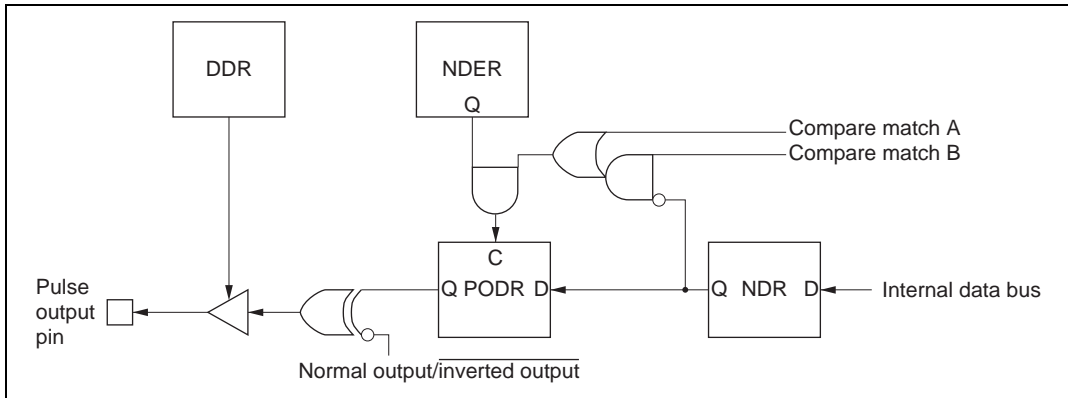 DDR
NDER
Q
Compare match A
Compare match B
C
Q PODR D
Q NDR D
Internal data bus
Pulse
output
pin
Normal output/inverted output